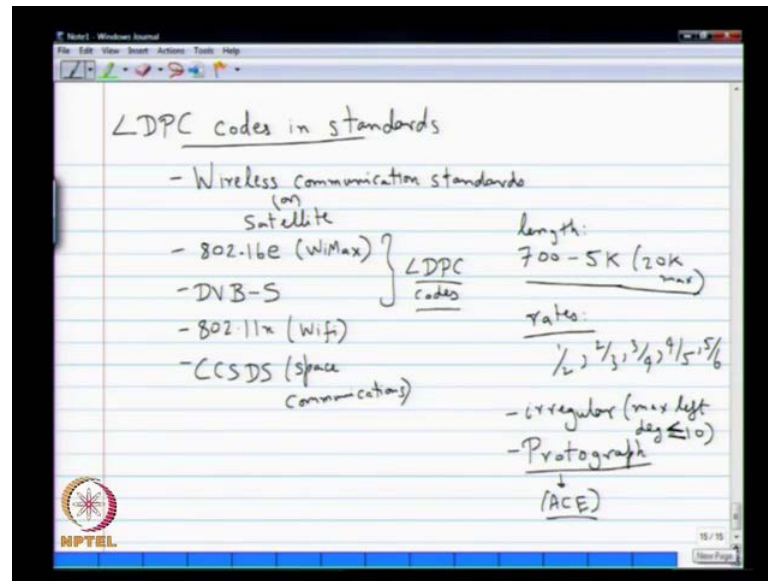 Note1 - Windows Journal
File Edit View Insert Actions Tools Help
LDPC codes in standards
- Wireless communication standards
(or)
Satellite
- 802.16e (WiMax)
- DVB-S
LDPC
codes
- 802.11n (Wifi)
- CCSDS (space
communications)
length:
700 - 5K (20K
max)
rates:
1/2, 2/3, 3/4, 4/5, 5/6
- irregular (max left
deg ≤ 10)
- Protograph
↓
(ACE)
NPTEL
15 / 15
New Page